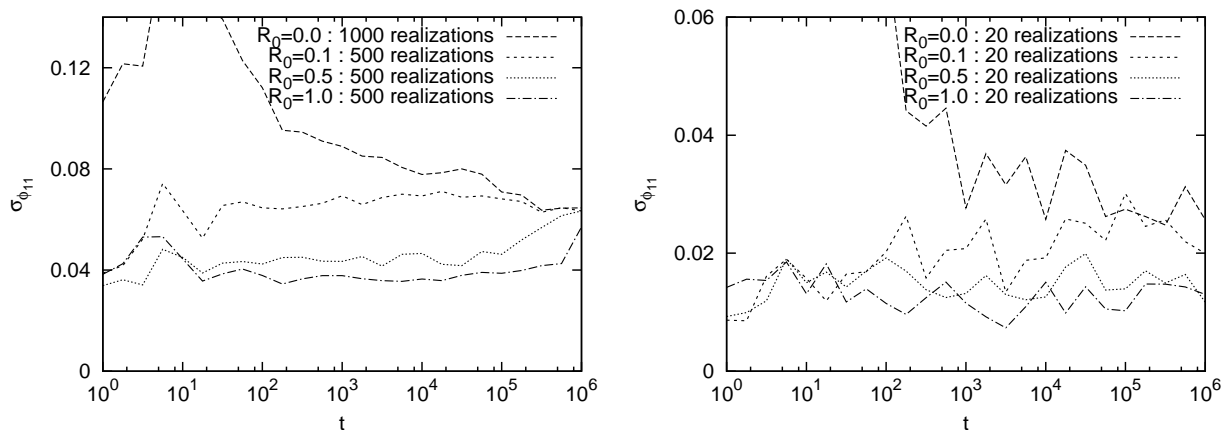 R0=0.0 : 1000 realizations
R0=0.1 : 500 realizations
R0=0.5 : 500 realizations
R0=1.0 : 500 realizations
0.12
0.08
0.04
0
σϕ11
10^0 10^1 10^2 10^3 10^4 10^5 10^6
t
R0=0.0 : 20 realizations
R0=0.1 : 20 realizations
R0=0.5 : 20 realizations
R0=1.0 : 20 realizations
0.06
0.04
0.02
0
σϕ11
10^0 10^1 10^2 10^3 10^4 10^5 10^6
t